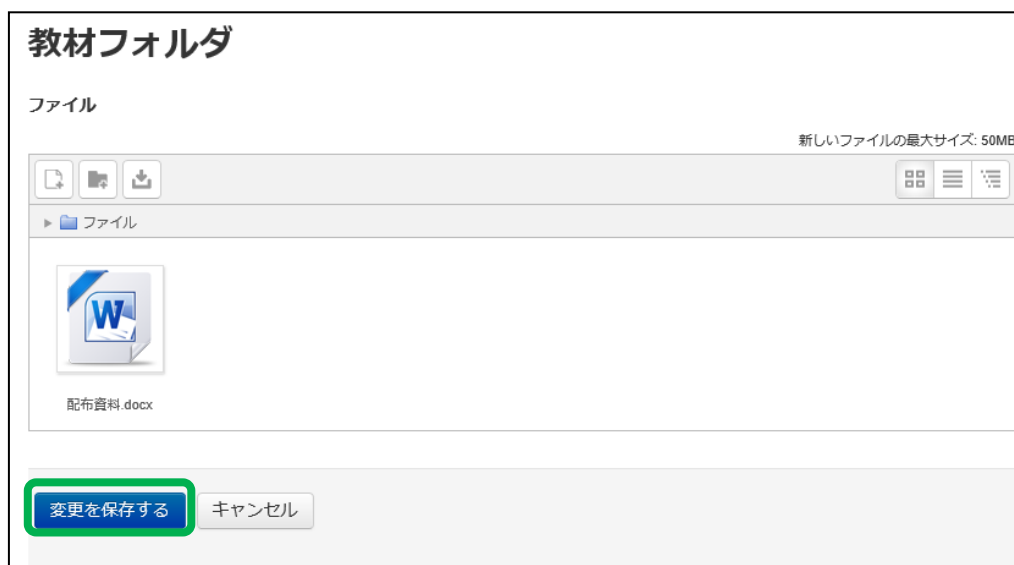 教材フォルダ
ファイル
新しいファイルの最大サイズ: 50MB
ファイル
W
配布資料.docx
変更を保存する キャンセル